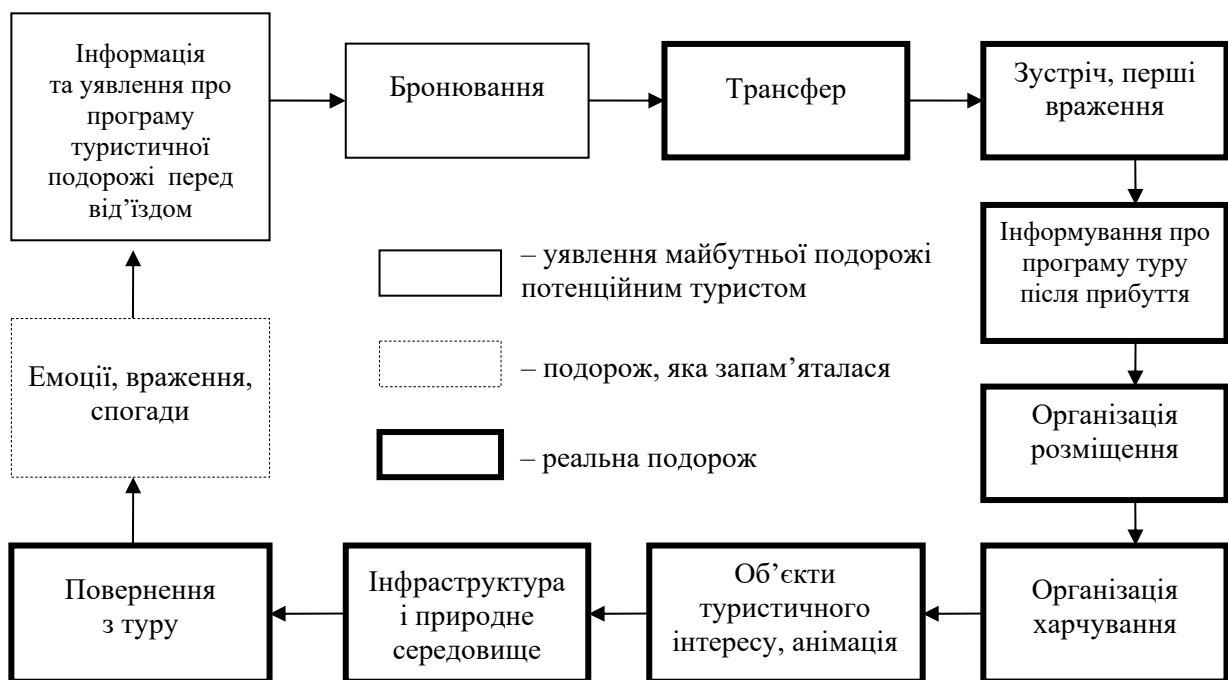 Інформація
та уявлення про
програму
туристичної
подорожі перед
від’їздом
Бронювання
Трансфер
Зустріч, перші
враження
Інформування про
програму туру
після прибуття
Організація
розміщення
Організація
харчування
Об’єкти
туристичного
інтересу, анімація
Інфраструктура
і природне
середовище
Повернення
з туру
Емоції, враження,
спогади
– уявлення майбутньої подорожі
потенційним туристом
– подорож, яка запам’яталася
– реальна подорож